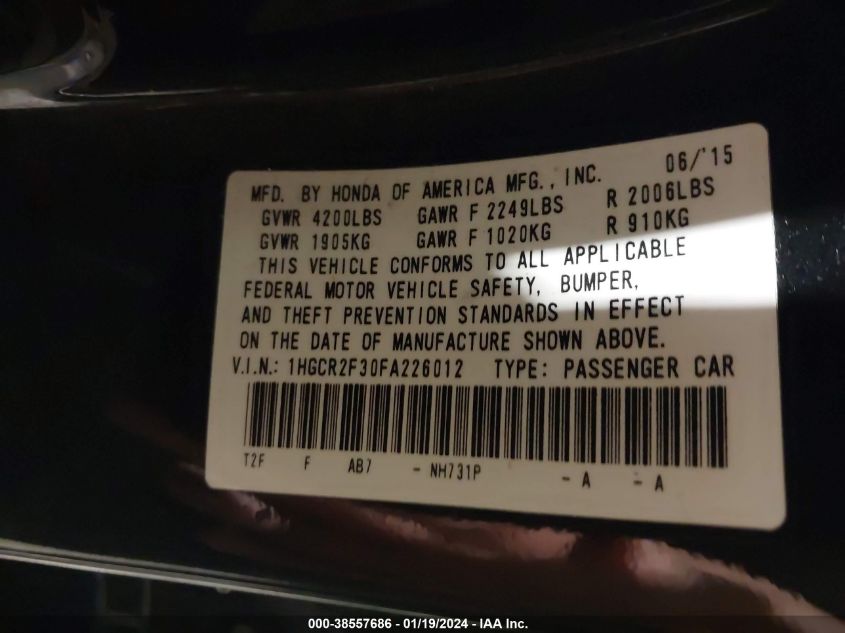 06/'15
MFD. BY HONDA OF AMERICA MFG., INC.
GVWR 4200LBS GAWR F 2249LBS R 2006LBS
GVWR 1905KG GAWR F 1020KG R 910KG
THIS VEHICLE CONFORMS TO ALL APPLICABLE
FEDERAL MOTOR VEHICLE SAFETY, BUMPER,
AND THEFT PREVENTION STANDARDS IN EFFECT
ON THE DATE OF MANUFACTURE SHOWN ABOVE.
V.I.N.: 1HGCR2F30FA226012 TYPE: PASSENGER CAR
T2F F AB7 - NH731P - A - A
000-38557686 - 01/19/2024 - IAA Inc.